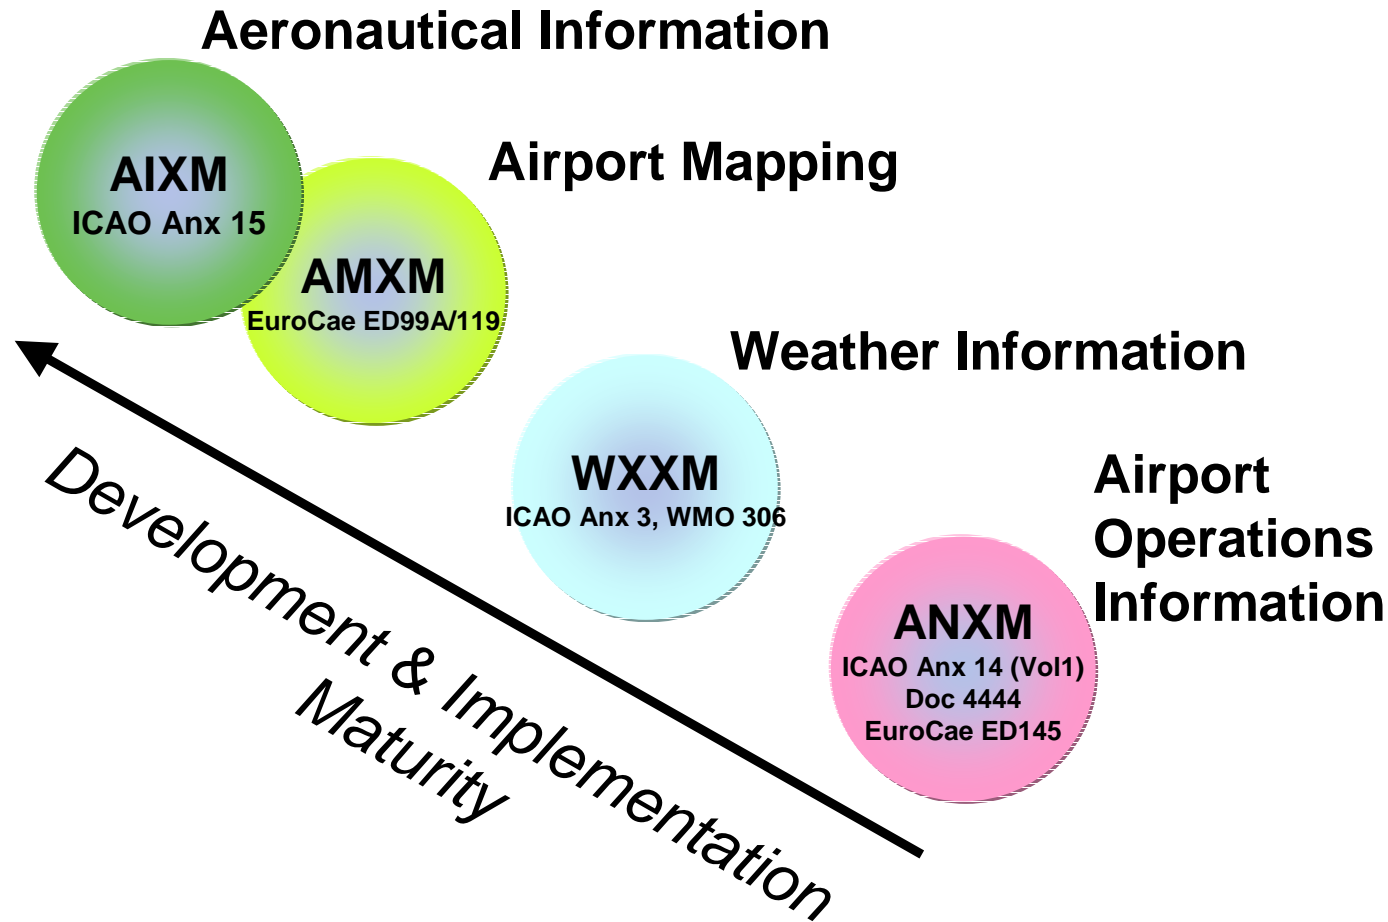 Aeronautical Information
AIXM
ICAO Anx 15
Airport Mapping
AMXM
EuroCae ED99A/119
Weather Information
WXXM
ICAO Anx 3, WMO 306
Airport
Operations
Information
ANXM
ICAO Anx 14 (Vol1)
Doc 4444
EuroCae ED145
Development & Implementation
Maturity